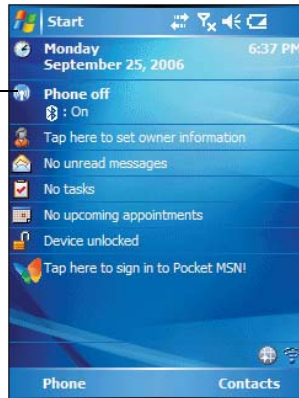 Start
Monday 6:37 PM
September 25, 2006
Phone off
: On
Tap here to set owner information
No unread messages
No tasks
No upcoming appointments
Device unlocked
Tap here to sign in to Pocket MSN!
Phone Contacts